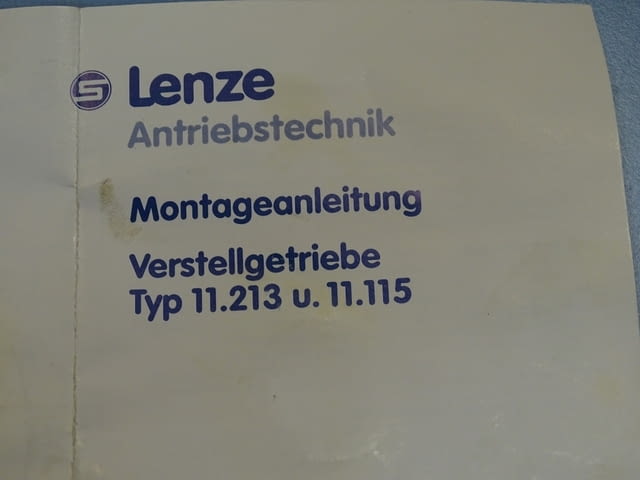 Lenze
Antriebstechnik
Montageanleitung
Verstellgetriebe
Typ 11.213 u. 11.115